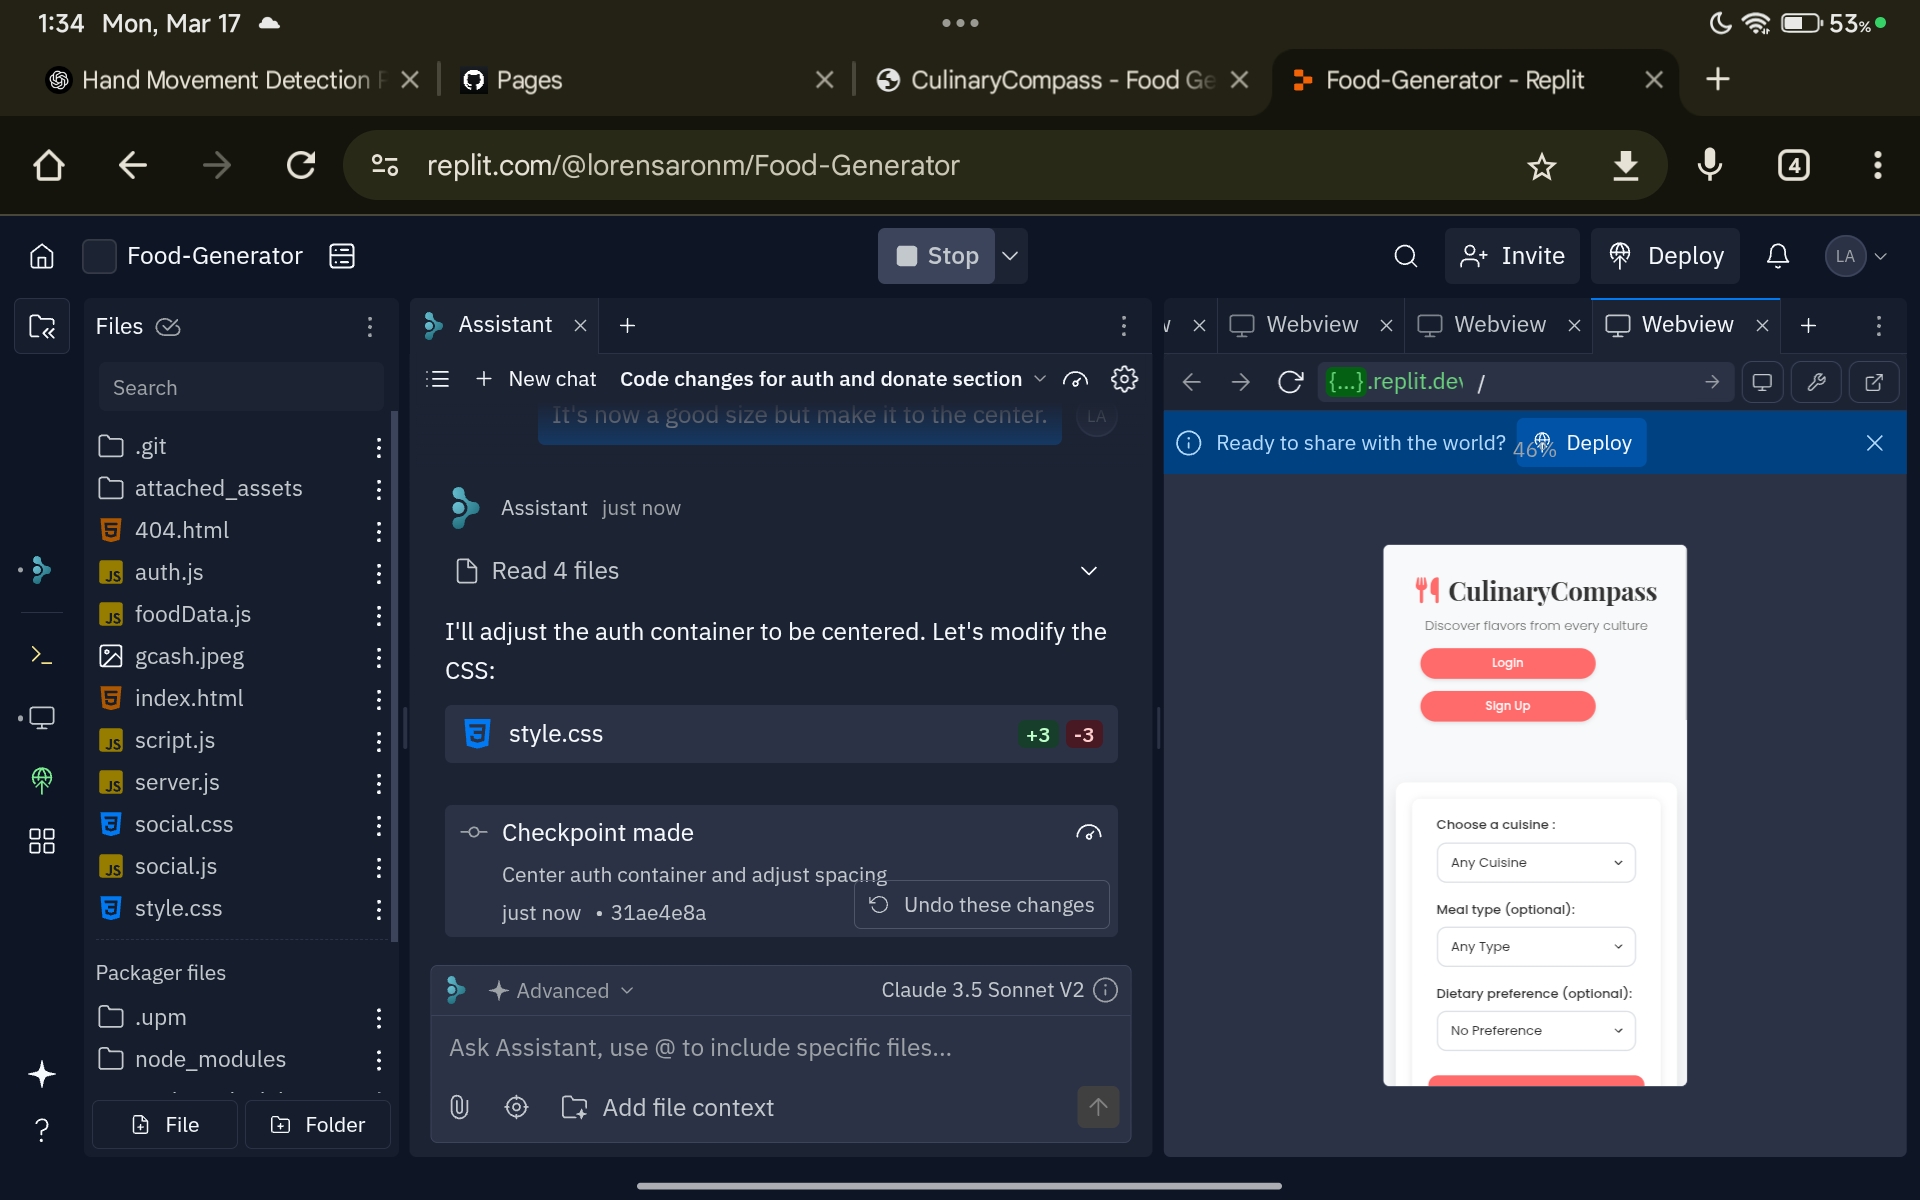 1:34 Mon, Mar 17
53%
Hand Movement Detection
Pages
CulinaryCompass - Food Ge
Food-Generator - Replit
replit.com/@lorensaronm/Food-Generator
4
Food-Generator
Stop
Invite
Deploy
LA
Files
Search
.git
attached_assets
404.html
auth.js
foodData.js
gcash.jpeg
index.html
script.js
server.js
social.css
social.js
style.css
Packager files
.upm
node_modules
File
Folder
Assistant
New chat
Code changes for auth and donate section
It's now a good size but make it to the center.
LA
Assistant just now
Read 4 files
I'll adjust the auth container to be centered. Let's modify the
CSS:
style.css
+3 -3
Checkpoint made
Center auth container and adjust spacing
just now • 31ae4e8a
Undo these changes
Advanced
Claude 3.5 Sonnet V2
Ask Assistant, use @ to include specific files...
Add file context
Webview
Webview
Webview
{...}.replit.dev /
Ready to share with the world?
46%
Deploy
CulinaryCompass
Discover flavors from every culture
Login
Sign Up
Choose a cuisine :
Any Cuisine
Meal type (optional):
Any Type
Dietary preference (optional):
No Preference